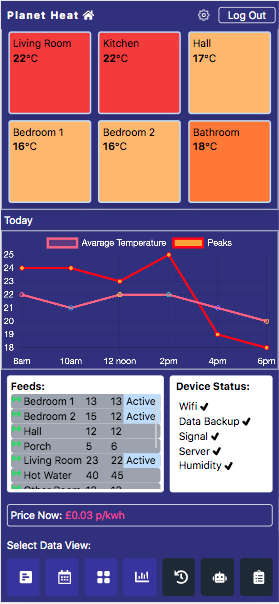 Planet Heat Log Out
Living Room Kitchen Hall
22°C 22°C 17°C
Bedroom 1 Bedroom 2 Bathroom
16°C 16°C 18°C
Today
Avarage Temperature Peaks
25
24
23
22
21
20
19
18
8am 10am 12 noon 2pm 4pm 6pm
Feeds:
Bedroom 1 13 13 Active
Bedroom 2 15 12 Active
Hall 12 12
Porch 5 6
Living Room 23 22 Active
Hot Water 40 45
Device Status:
Wifi
Data Backup
Signal
Server
Humidity
Price Now: £0.03 p/kwh
Select Data View: